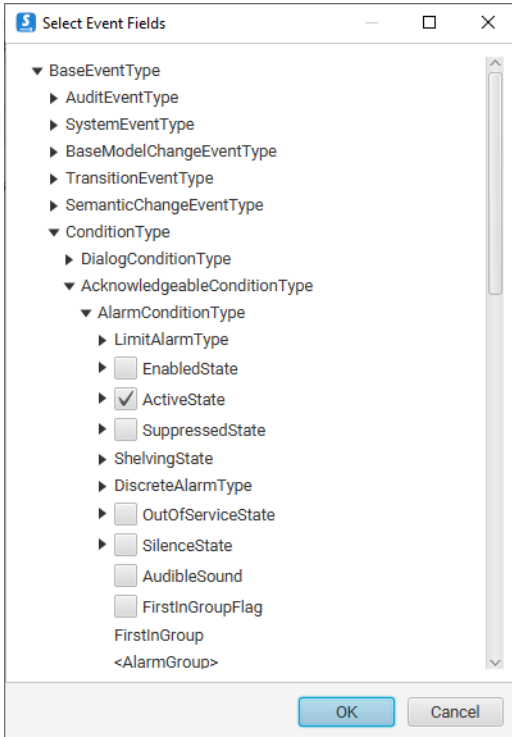 Select Event Fields
BaseEventType
AuditEventType
SystemEventType
BaseModelChangeEventType
TransitionEventType
SemanticChangeEventType
ConditionType
DialogConditionType
AcknowledgeableConditionType
AlarmConditionType
LimitAlarmType
EnabledState
ActiveState
SuppressedState
ShelvingState
DiscreteAlarmType
OutOfServiceState
SilenceState
AudibleSound
FirstInGroupFlag
FirstInGroup
<AlarmGroup>
OK Cancel